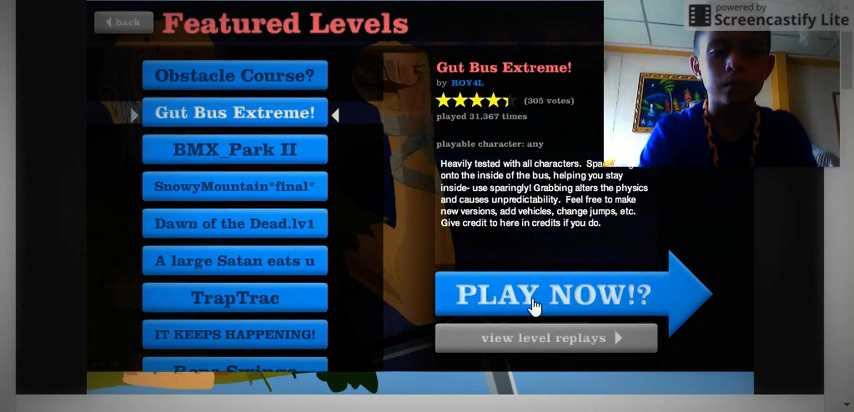 back
Featured Levels
powered by
Screencastify Lite
Obstacle Course?
Gut Bus Extreme!
BMX_Park II
SnowyMountain*final*
Dawn of the Dead.lv1
A large Satan eats u
TrapTrac
IT KEEPS HAPPENING!
Gut Bus Extreme!
by ROY4L
(305 votes)
played 31,367 times
playable character: any
Heavily tested with all characters.
onto the inside of the bus, helping you stay
inside- use sparingly! Grabbing alters the physics
and causes unpredictability. Feel free to make
new versions, add vehicles, change jumps, etc.
Give credit to here in credits if you do.
PLAY NOW!?
view level replays